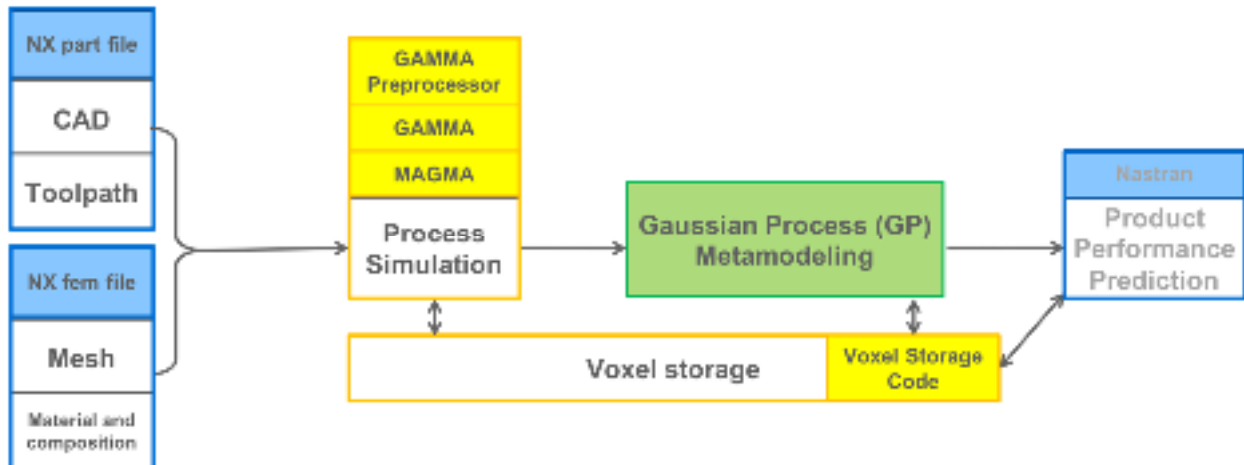 NX part file
CAD
Toolpath
NX fem file
Mesh
Material and
composition
GAMMA
Preprocessor
GAMMA
MAGMA
Process
Simulation
Gaussian Process (GP)
Metamodeling
Voxel storage
Voxel Storage
Code
Nastran
Product
Performance
Prediction